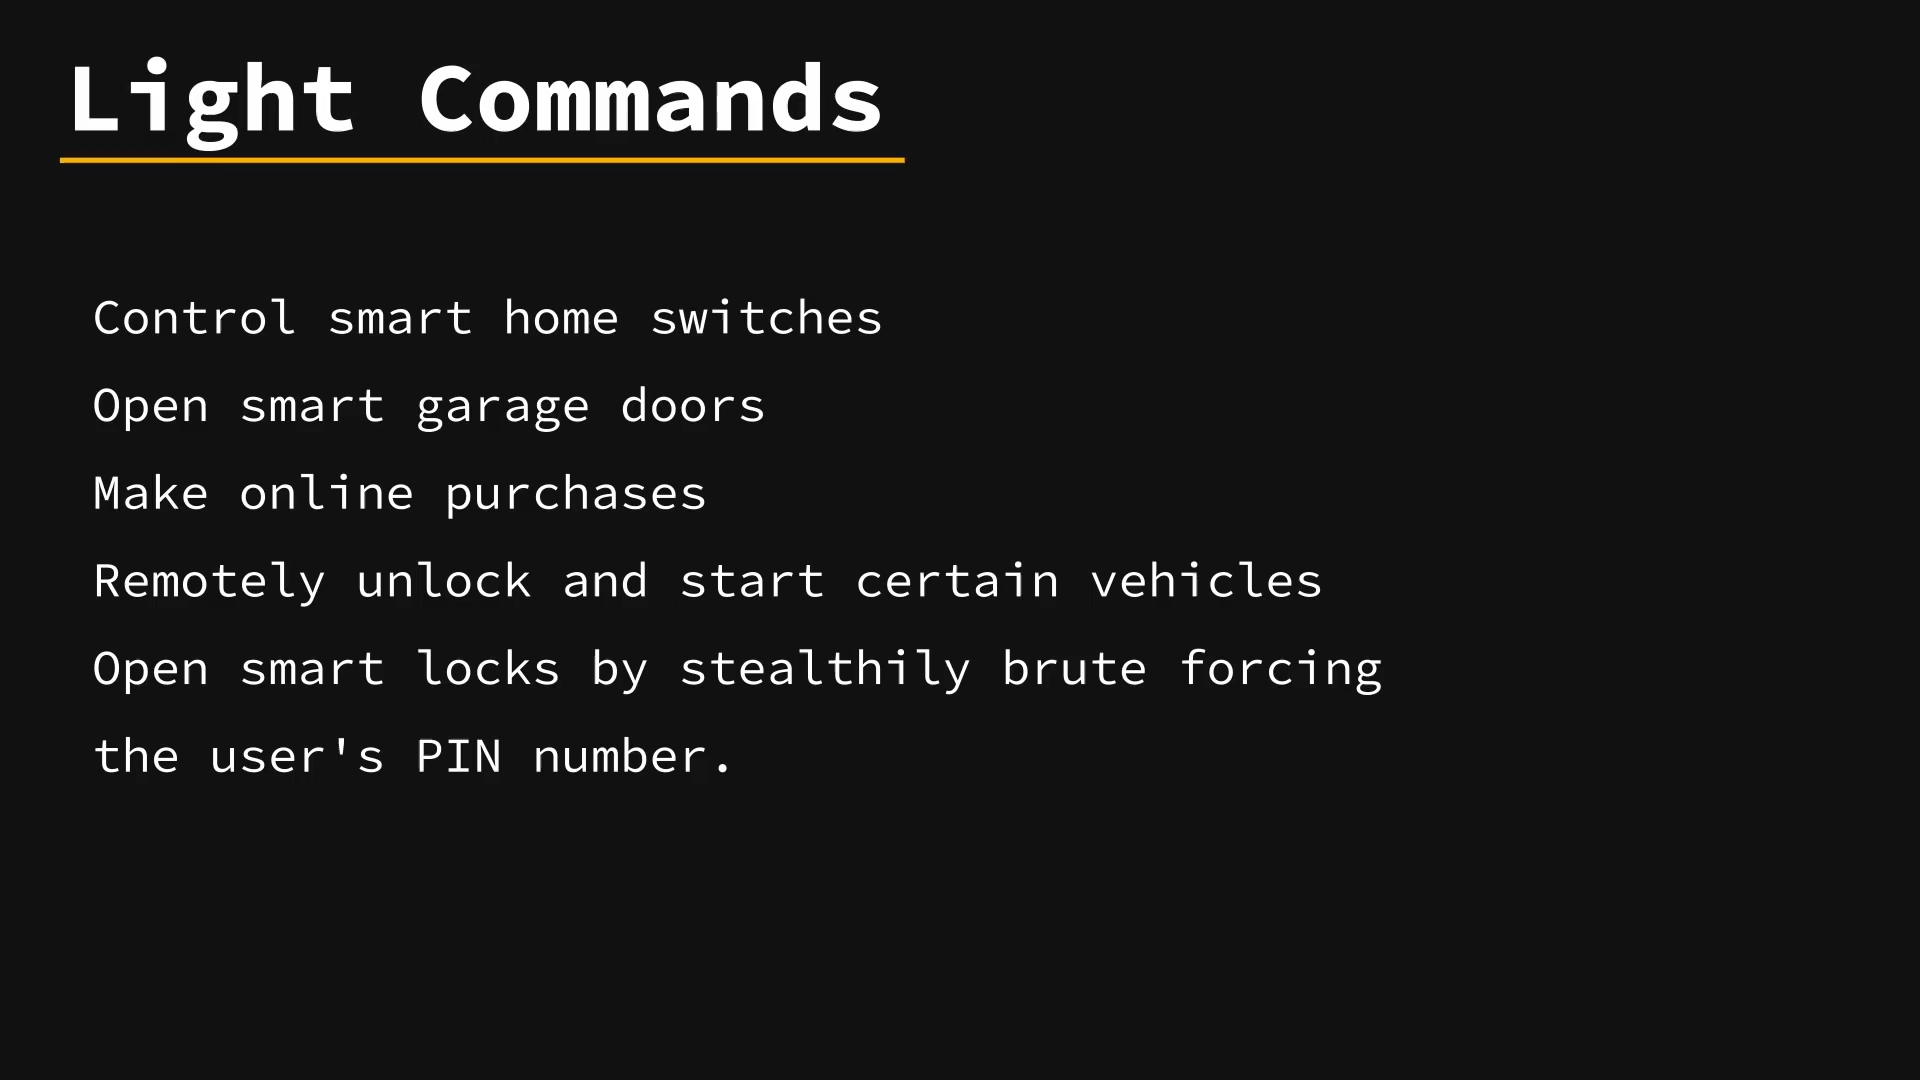 Light Commands
Control smart home switches
Open smart garage doors
Make online purchases
Remotely unlock and start certain vehicles
Open smart locks by stealthily brute forcing
the user's PIN number.